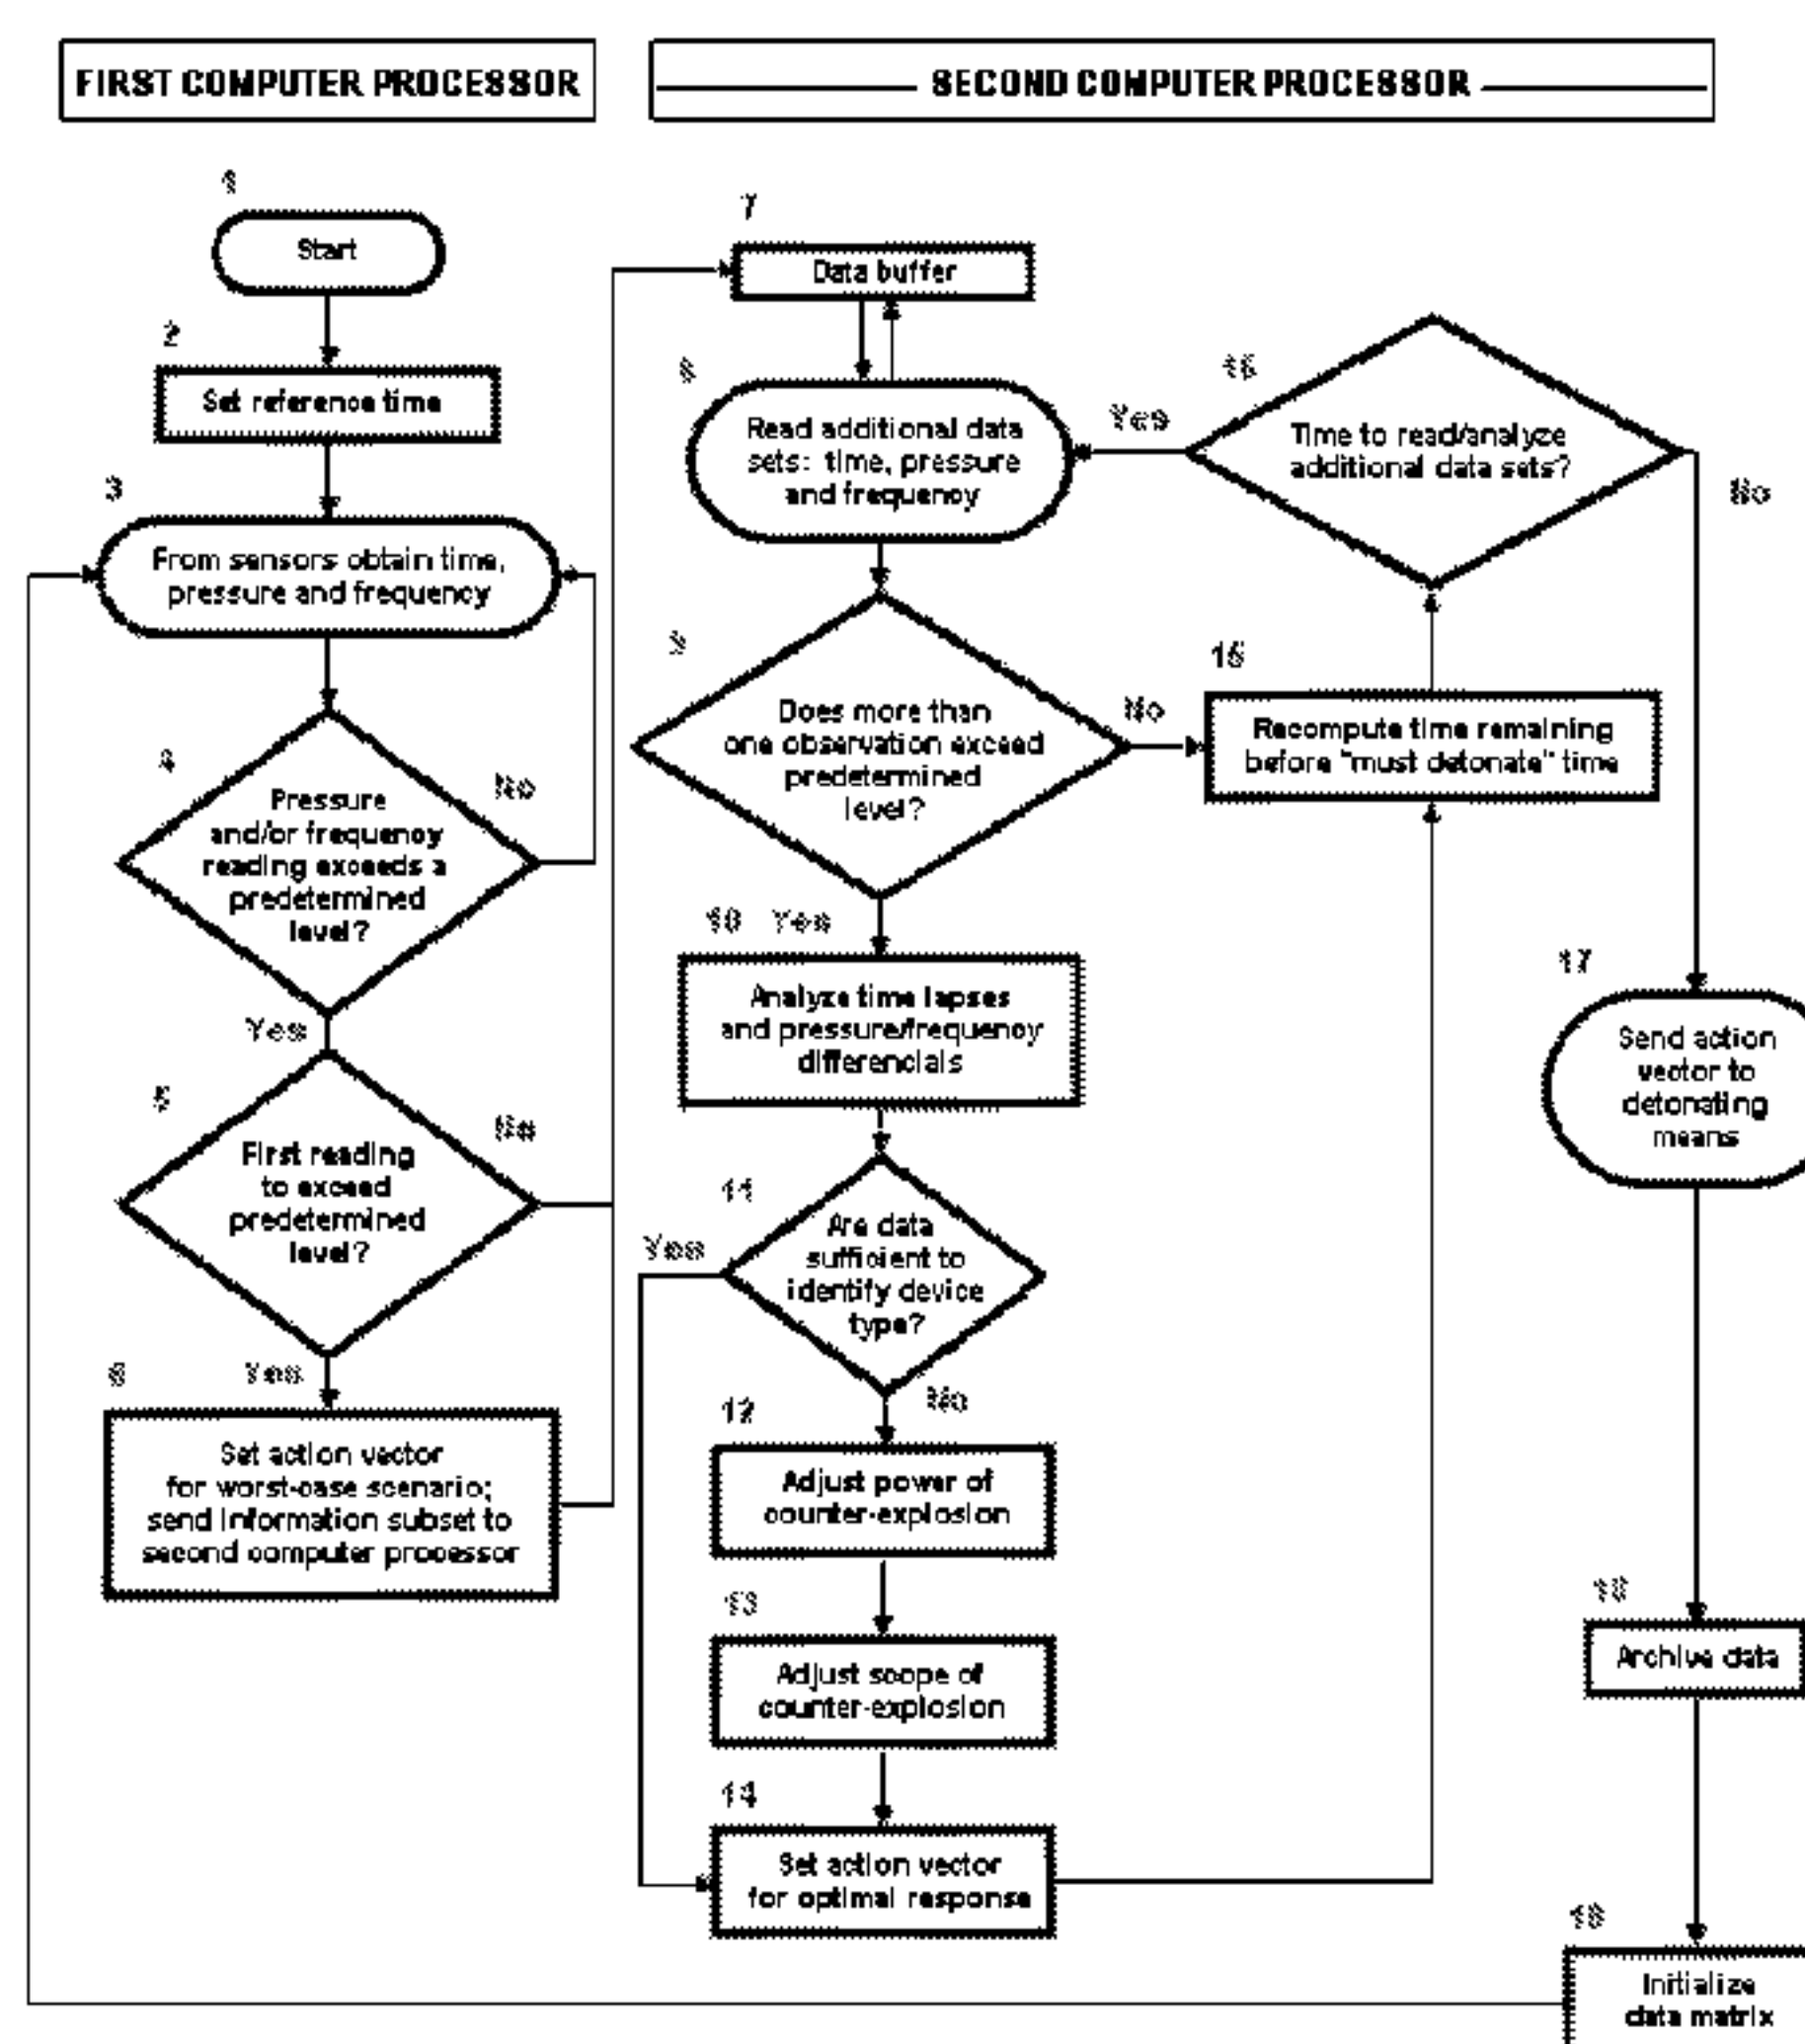 FIRST COMPUTER PROCESSOR
SECOND COMPUTER PROCESSOR
1
Start
2
Set reference time
3
From sensors obtain time,
pressure and frequency
4
Pressure
and/or frequency
reading exceeds a
predetermined
level?
No
Yes
5
First reading
to exceed
predetermined
level?
No
Yes
6
Set action vector
for worst-case scenario;
send information subset to
second computer processor
7
Data buffer
8
Read additional data
sets: time, pressure
and frequency
9
Does more than
one observation exceed
predetermined
level?
No
10 Yes
Analyze time lapses
and pressure/frequency
differencials
11
Are data
sufficient to
identify device
type?
Yes
No
12
Adjust power of
counter-explosion
13
Adjust scope of
counter-explosion
14
Set action vector
for optimal response
15
Recompute time remaining
before "must detonate" time
16
Time to read/analyze
additional data sets?
Yes
No
17
Send action
vector to
detonating
means
18
Archive data
19
Initialize
data matrix